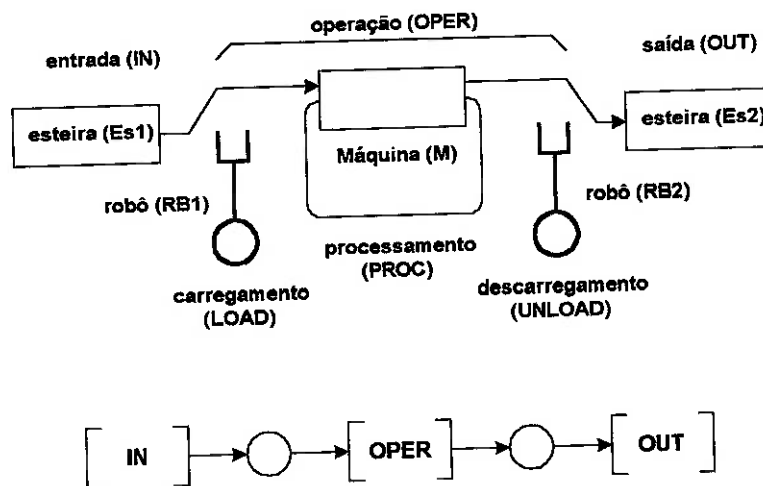 operação (OPER)
entrada (IN)
saída (OUT)
esteira (Es1)
esteira (Es2)
Máquina (M)
robô (RB1)
robô (RB2)
processamento
(PROC)
carregamento
(LOAD)
descarregamento
(UNLOAD)
IN
OPER
OUT